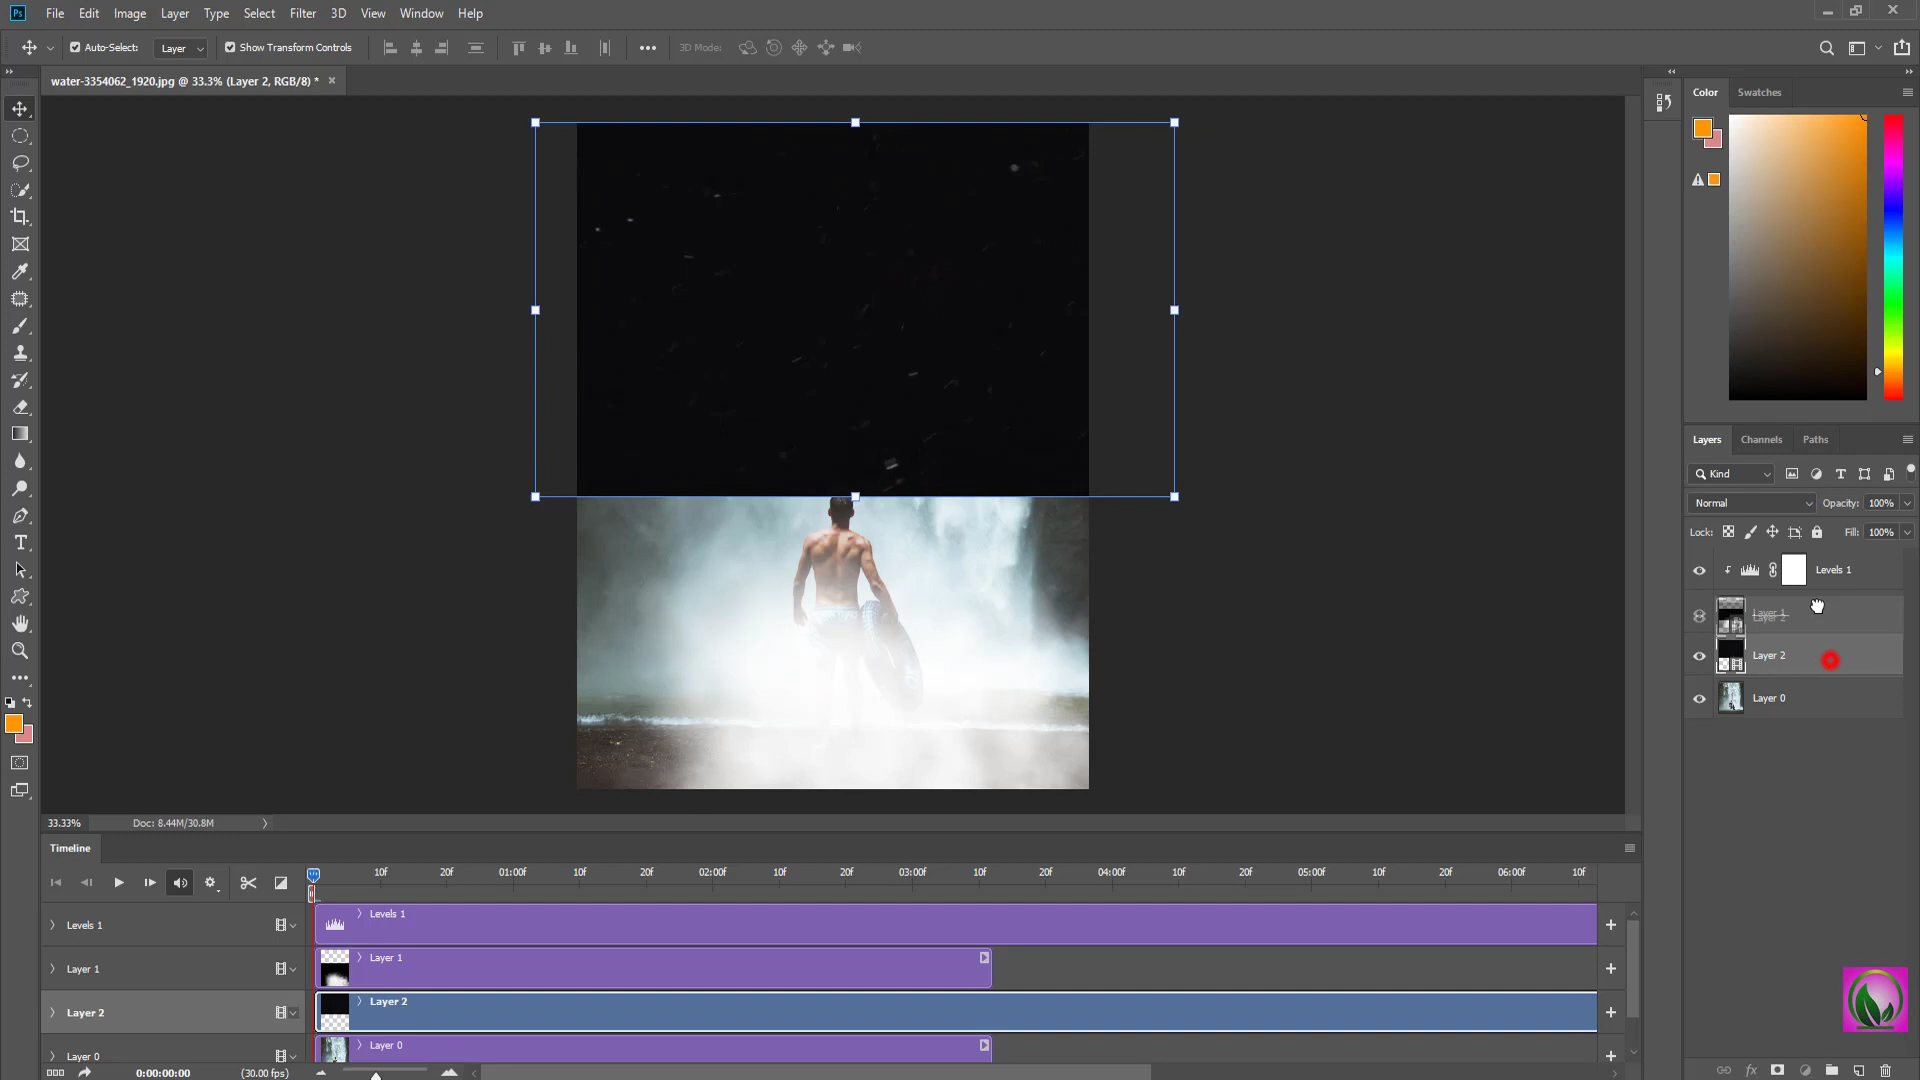 Ps File Edit Image Layer Type Select Filter 3D View Window Help
Auto-Select: Layer Show Transform Controls 3D Mode:
water-3354062_1920.jpg @ 33.3% (Layer 2, RGB/8) *
Color Swatches
Layers Channels Paths
Kind
Normal Opacity: 100%
Lock: Fill: 100%
Levels 1
Layer 2
Layer 0
33.33% Doc: 8.44M/30.8M
Timeline
10f 20f 01:00f 10f 20f 02:00f 10f 20f 03:00f 10f 20f 04:00f 10f 20f 05:00f 10f 20f 06:00f 10f
Levels 1 Levels 1
Layer 1 Layer 1
Layer 2 Layer 2
Layer 0 Layer 0
0:00:00:00 (30.00 fps)